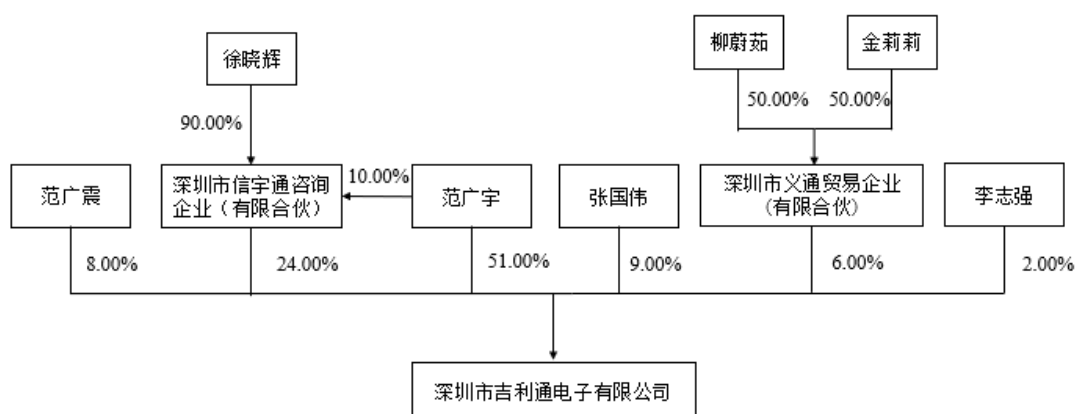 徐晓辉
柳蔚茹
金莉莉
90.00%
50.00%
50.00%
范广震
深圳市信宇通咨询
企业（有限合伙）
10.00%
范广宇
张国伟
深圳市义通贸易企业
(有限合伙)
李志强
8.00%
24.00%
51.00%
9.00%
6.00%
2.00%
深圳市吉利通电子有限公司